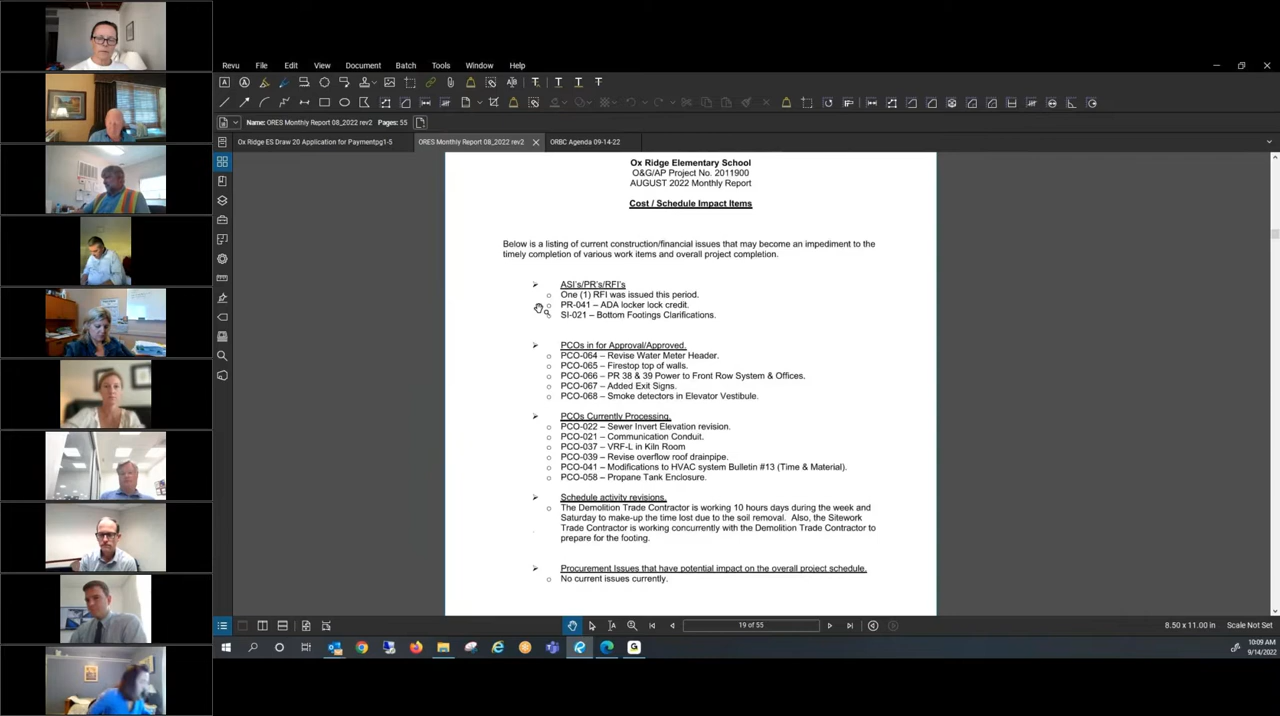 Revu File Edit View Document Batch Tools Window Help
Name: ORES Monthly Report 08_2022 rev2 Pages: 55
Ox Ridge ES Draw 20 Application for Paymentpg1-5
ORES Monthly Report 08_2022 rev2
ORBC Agenda 09-14-22
Ox Ridge Elementary School
O&G/AP Project No. 2011900
AUGUST 2022 Monthly Report
Cost / Schedule Impact Items
Below is a listing of current construction/financial issues that may become an impediment to the
timely completion of various work items and overall project completion.
ASI's/PR's/RFI's
One (1) RFI was issued this period.
PR-041 – ADA locker lock credit.
SI-021 – Bottom Footings Clarifications.
PCOs in for Approval/Approved.
PCO-064 – Revise Water Meter Header.
PCO-065 – Firestop top of walls.
PCO-066 – PR 38 & 39 Power to Front Row System & Offices.
PCO-067 – Added Exit Signs.
PCO-068 – Smoke detectors in Elevator Vestibule.
PCOs Currently Processing.
PCO-022 – Sewer Invert Elevation revision.
PCO-021 – Communication Conduit.
PCO-037 – VRF-L in Kiln Room
PCO-039 – Revise overflow roof drainpipe.
PCO-041 – Modifications to HVAC system Bulletin #13 (Time & Material).
PCO-058 – Propane Tank Enclosure.
Schedule activity revisions.
The Demolition Trade Contractor is working 10 hours days during the week and
Saturday to make-up the time lost due to the soil removal. Also, the Sitework
Trade Contractor is working concurrently with the Demolition Trade Contractor to
prepare for the footing.
Procurement Issues that have potential impact on the overall project schedule.
No current issues currently.
19 of 55
8.50 x 11.00 in
Scale Not Set
10:09 AM
9/14/2022